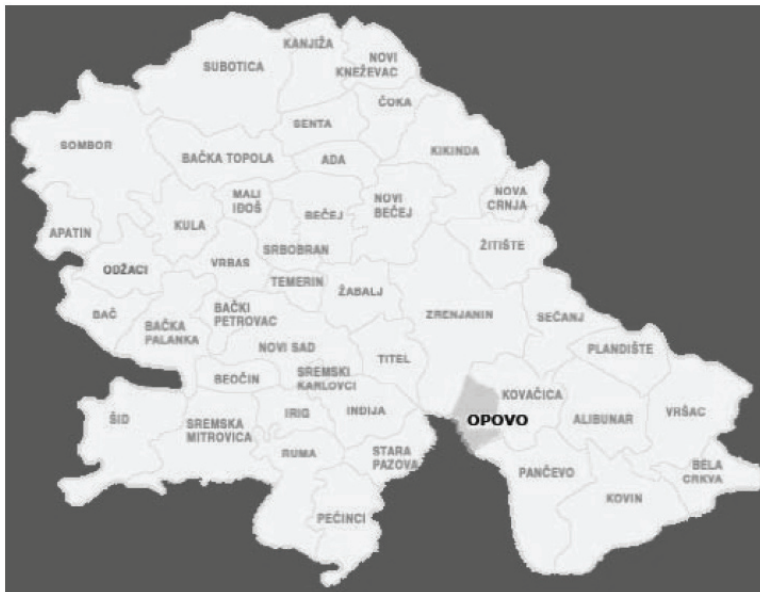 KANJIŽA
SUBOTICA
NOVI
KNEŽEVAC
ČOKA
SENTA
SOMBOR
BAČKA TOPOLA
ADA
KIKINDA
MALI
IĐOŠ
NOVI
BEČEJ
NOVA
CRNJA
APATIN
KULA
BEČEJ
ŽITIŠTE
SRBOBRAN
ODŽACI
VRBAS
TEMERIN
ŽABALJ
BAČ
BAČKI
PETROVAC
BAČKA
PALANKA
ZRENJANIN
SEČANJ
NOVI SAD
TITEL
PLANDIŠTE
BEOČIN
SREMSKI
KARLOVCI
KOVAČICA
ŠID
SREMSKA
MITROVICA
IRIG
INĐIJA
OPOVO
ALIBUNAR
VRŠAC
RUMA
STARA
PAZOVA
PANČEVO
BELA
CRKVA
KOVIN
PEĆINCI